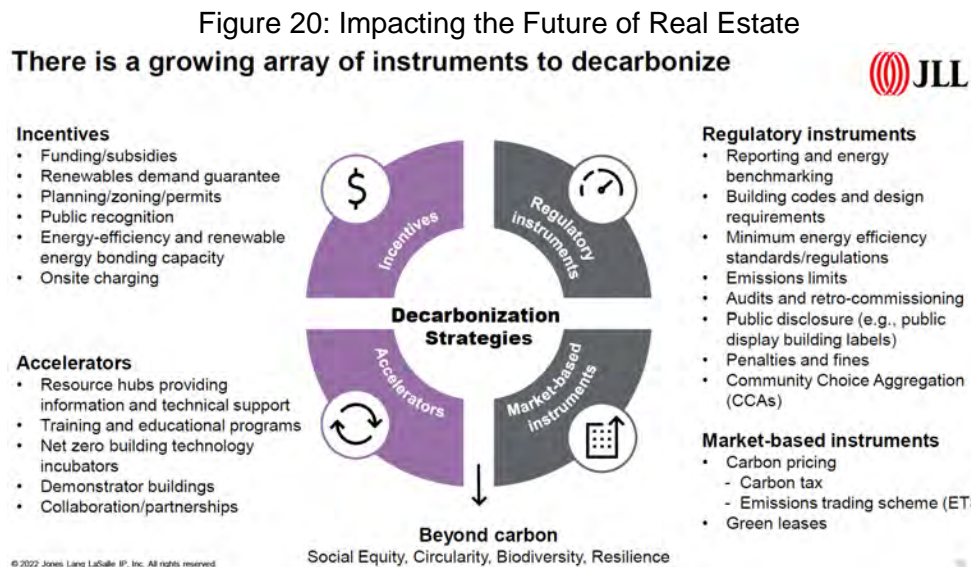 Figure 20: Impacting the Future of Real Estate
There is a growing array of instruments to decarbonize
JLL
Incentives
• Funding/subsidies
• Renewables demand guarantee
• Planning/zoning/permits
• Public recognition
• Energy-efficiency and renewable
energy bonding capacity
• Onsite charging
Accelerators
• Resource hubs providing
information and technical support
• Training and educational programs
• Net zero building technology
incubators
• Demonstrator buildings
• Collaboration/partnerships
$
Incentives
Regulatory
instruments
Decarbonization
Strategies
Accelerators
Market-based
instruments
Beyond carbon
Social Equity, Circularity, Biodiversity, Resilience
Regulatory instruments
• Reporting and energy
benchmarking
• Building codes and design
requirements
• Minimum energy efficiency
standards/regulations
• Emissions limits
• Audits and retro-commissioning
• Public disclosure (e.g., public
display building labels)
• Penalties and fines
• Community Choice Aggregation
(CCAs)
Market-based instruments
• Carbon pricing
- Carbon tax
- Emissions trading scheme (ET
• Green leases
© 2022 Jones Lang LaSalle IP, Inc. All rights reserved.